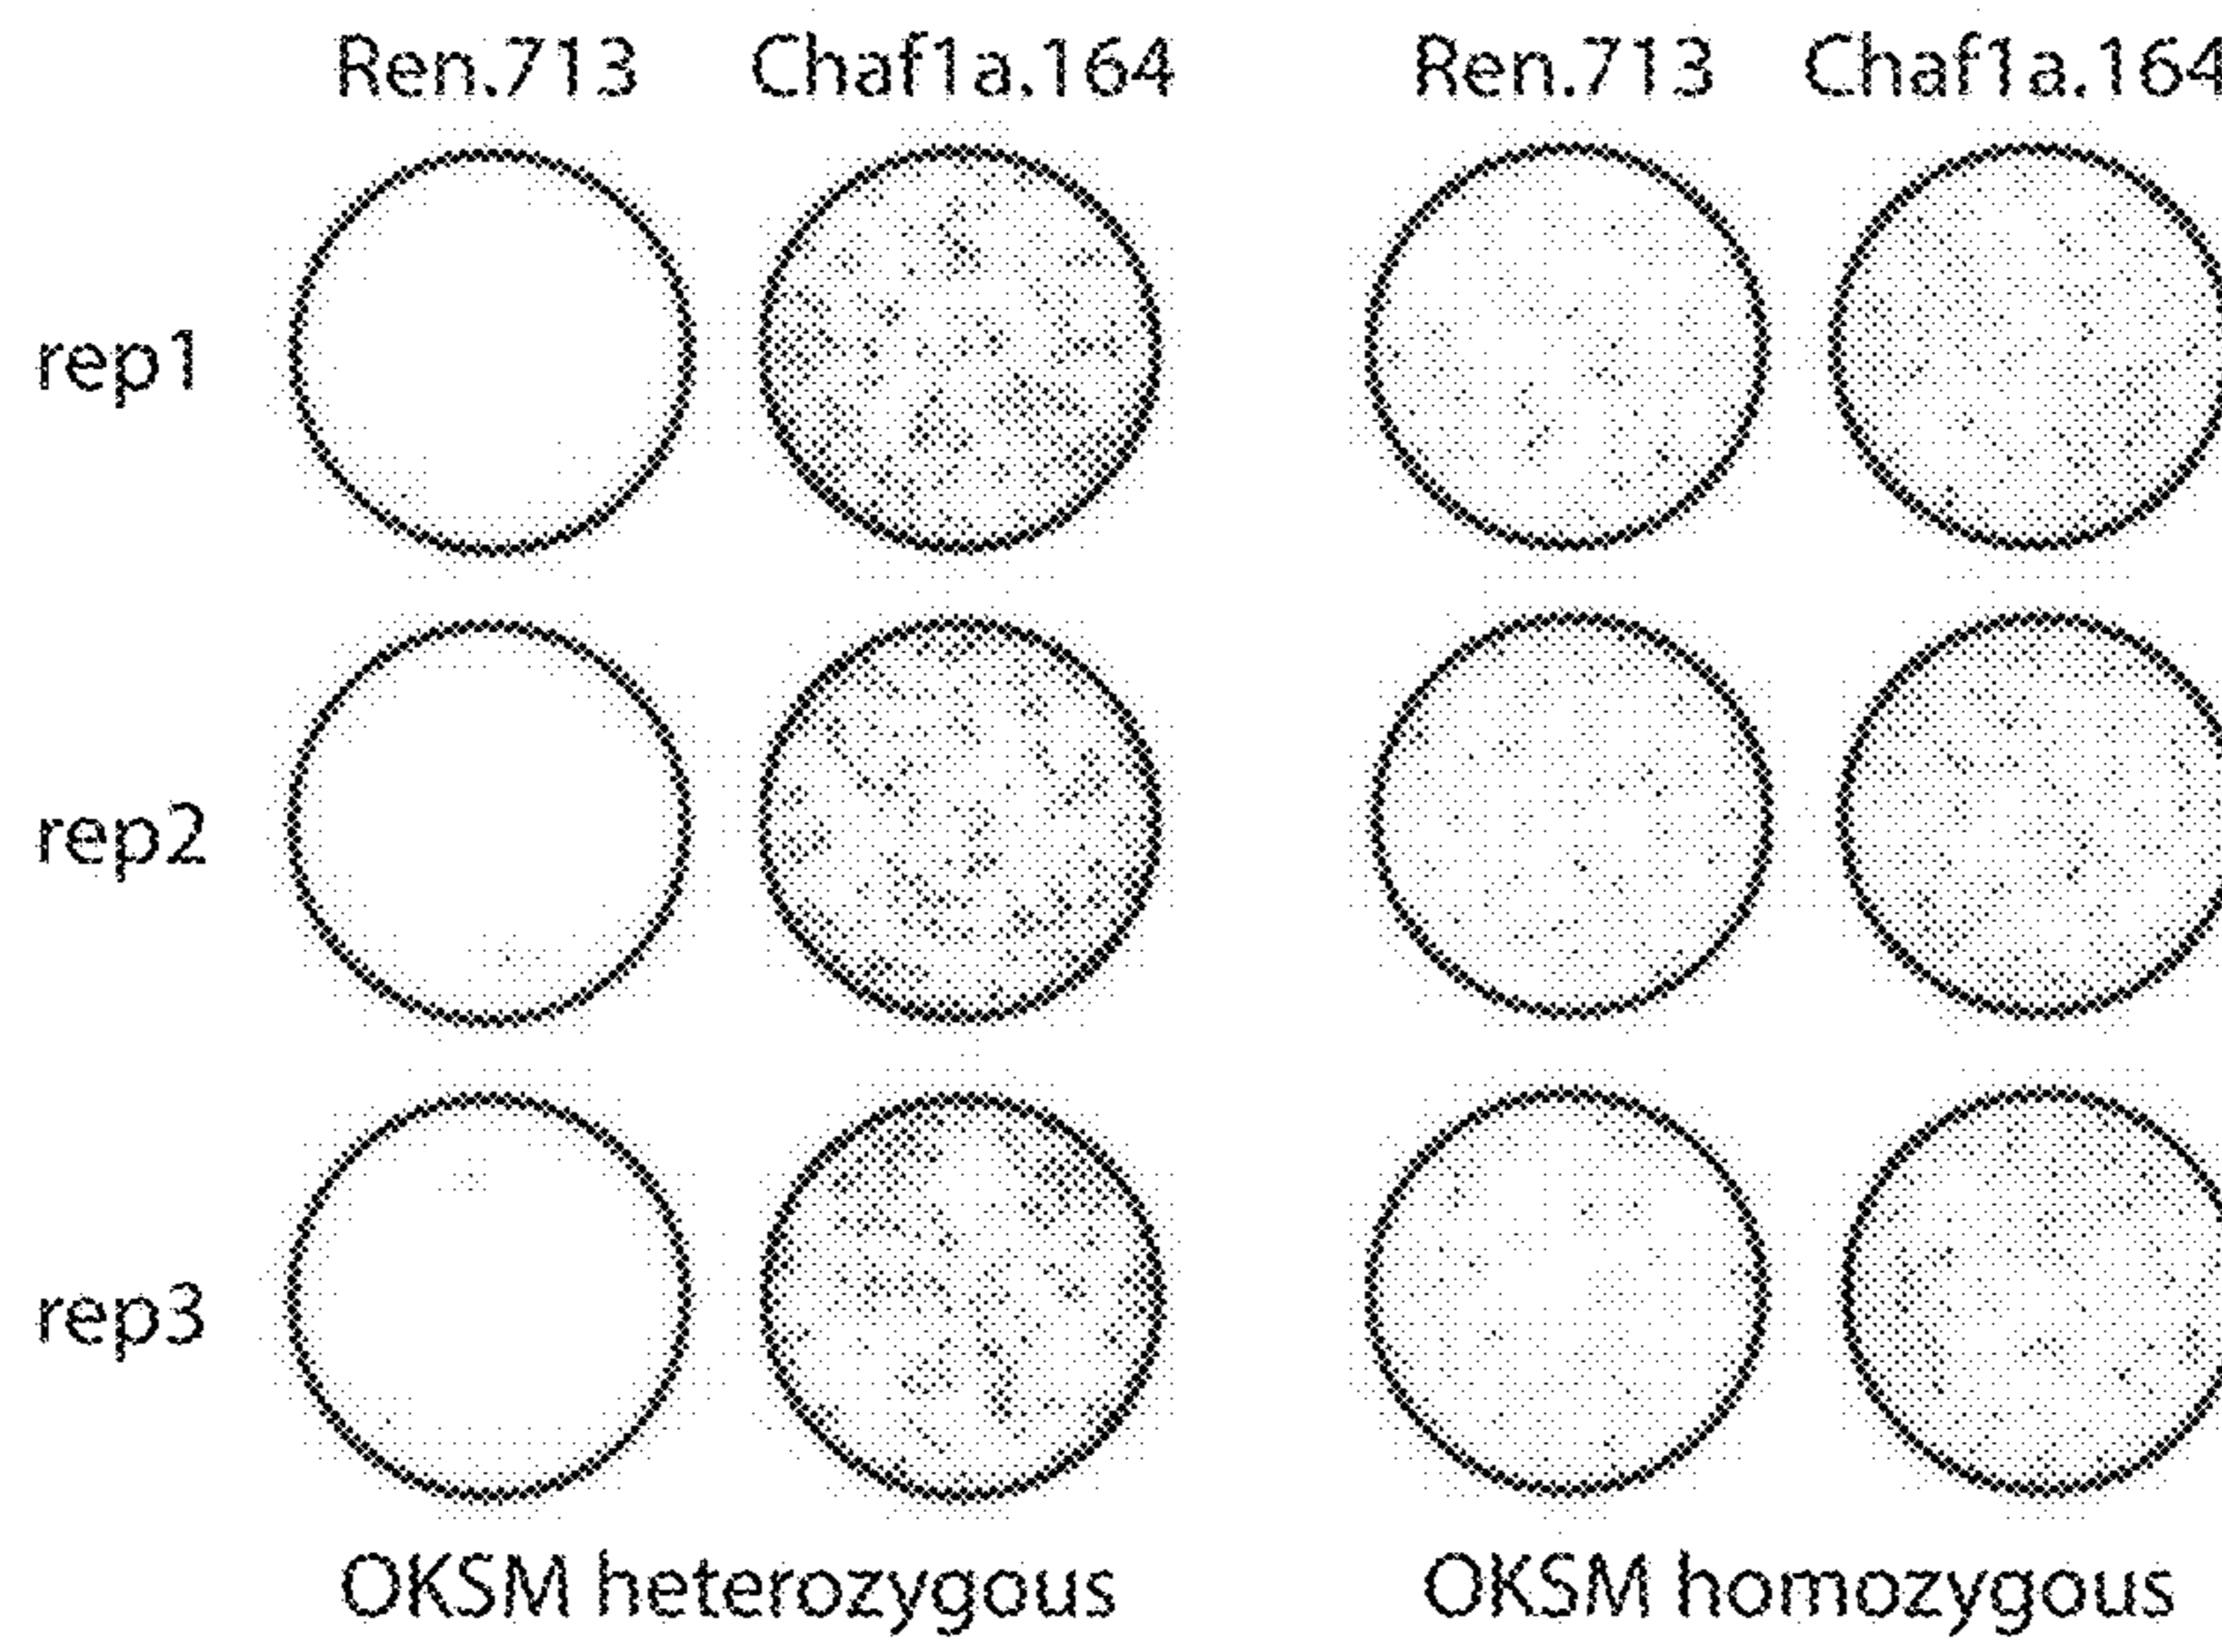 Ren.713 Chaf1a.164 Ren.713 Chaf1a.164
rep1
rep2
rep3
OKSM heterozygous OKSM homozygous